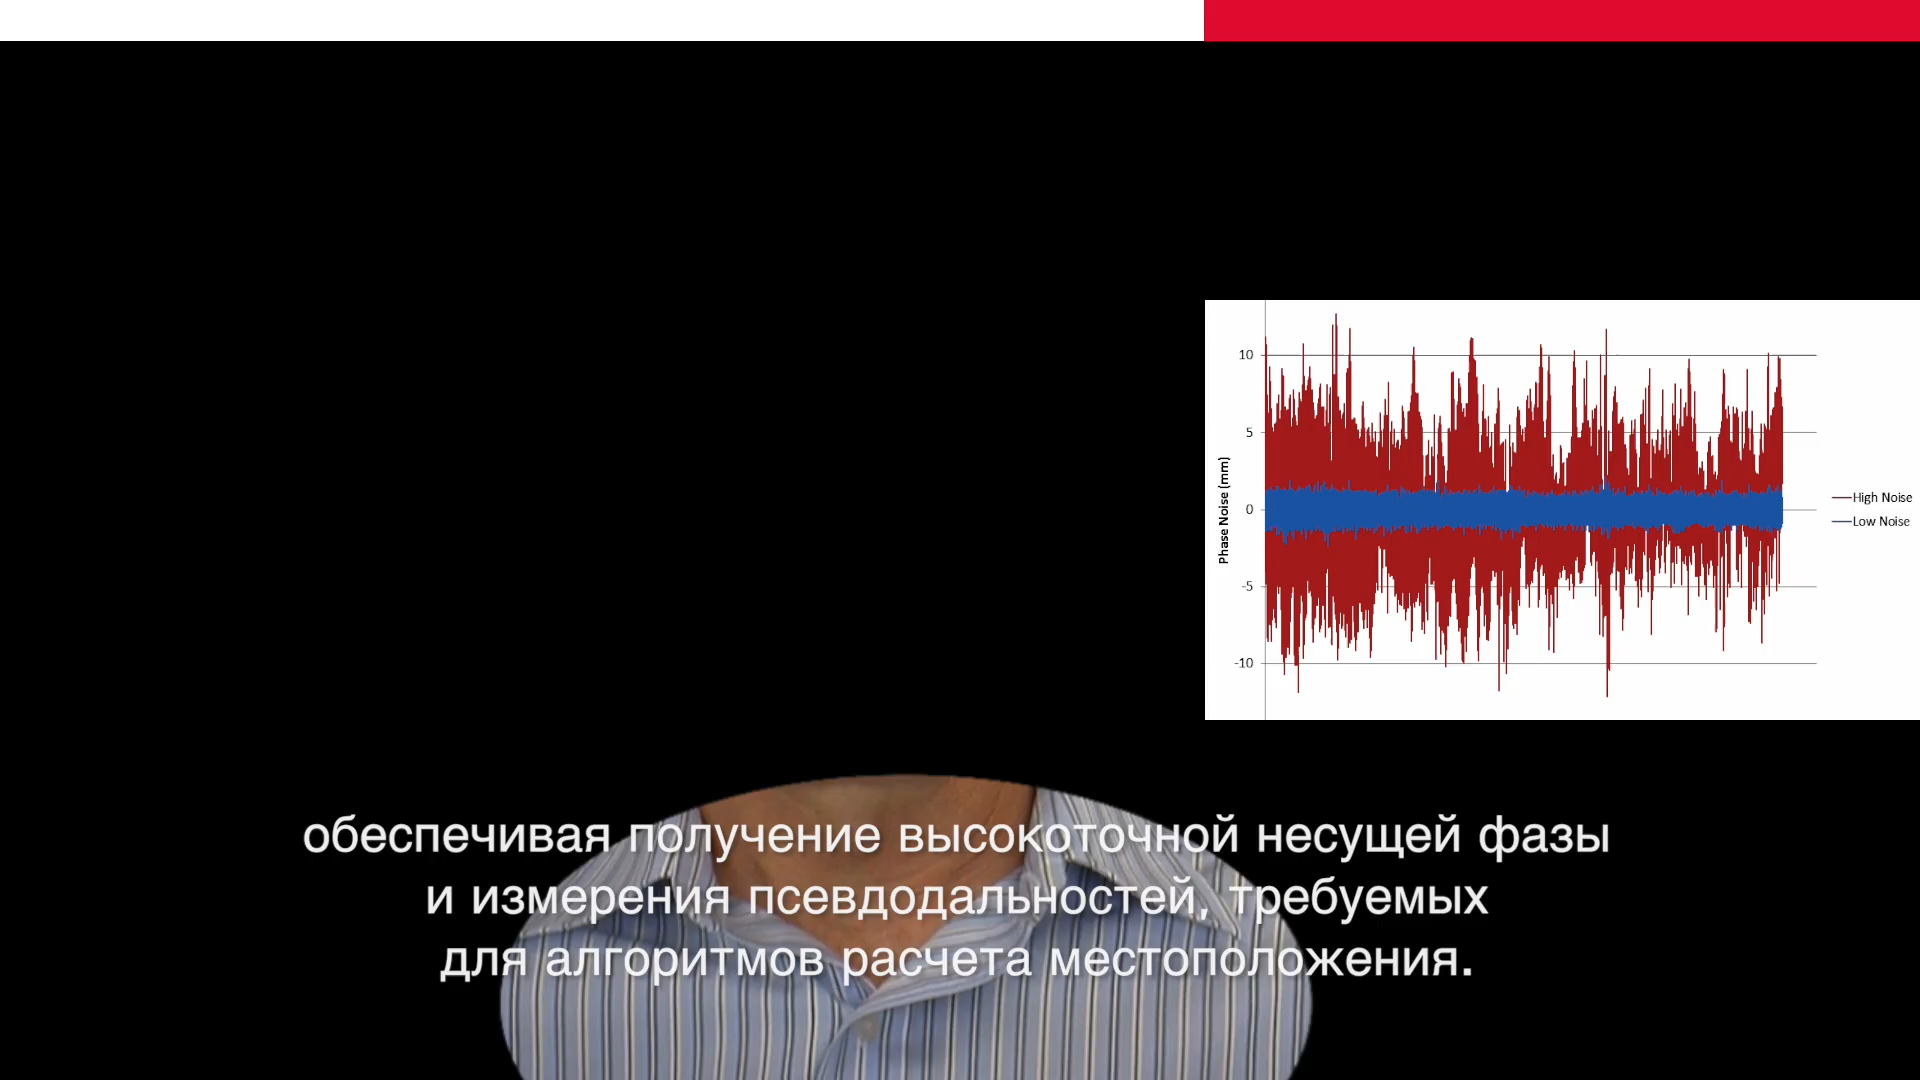 10
5
0
-5
-10
Phase Noise (mm)
High Noise
Low Noise
обеспечивая получение высокоточной несущей фазы
и измерения псевдодальностей, требуемых
для алгоритмов расчета местоположения.